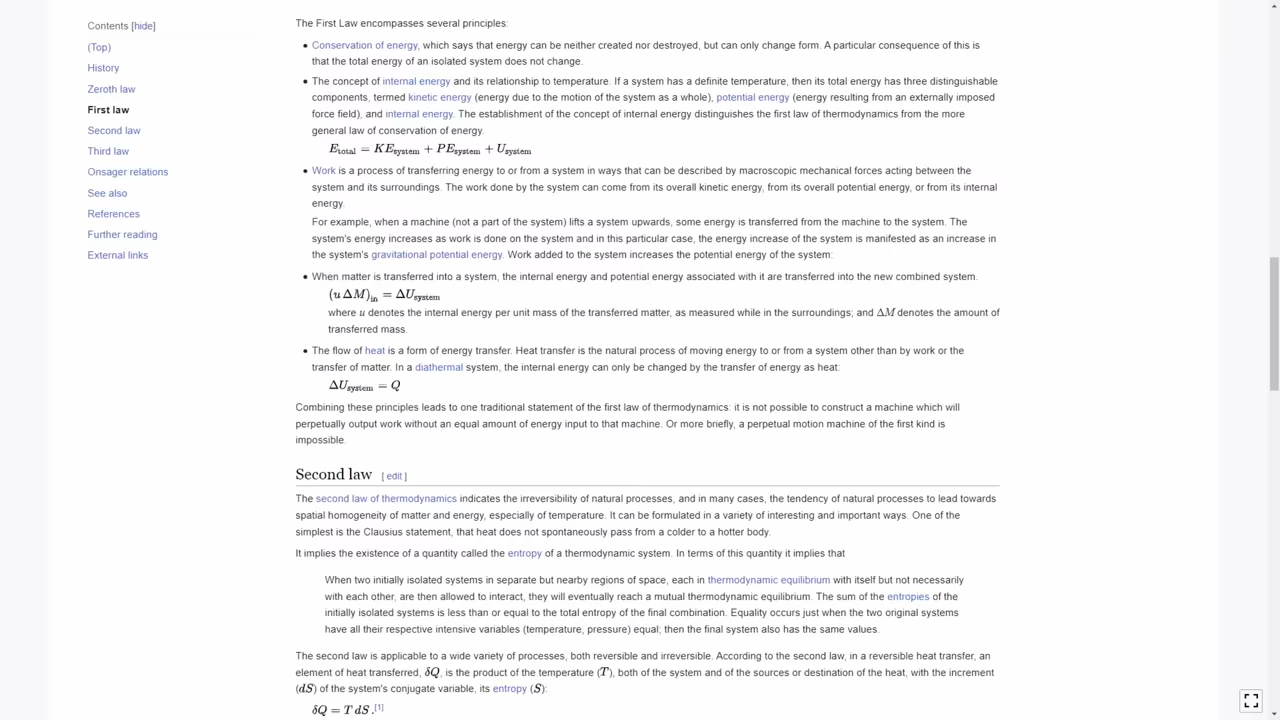 Contents [hide]
(Top)
History
Zeroth law
First law
Second law
Third law
Onsager relations
See also
References
Further reading
External links
The First Law encompasses several principles:
• Conservation of energy, which says that energy can be neither created nor destroyed, but can only change form. A particular consequence of this is
that the total energy of an isolated system does not change.
• The concept of internal energy and its relationship to temperature. If a system has a definite temperature, then its total energy has three distinguishable
components, termed kinetic energy (energy due to the motion of the system as a whole), potential energy (energy resulting from an externally imposed
force field), and internal energy. The establishment of the concept of internal energy distinguishes the first law of thermodynamics from the more
general law of conservation of energy.
E_total = KE_system + PE_system + U_system
• Work is a process of transferring energy to or from a system in ways that can be described by macroscopic mechanical forces acting between the
system and its surroundings. The work done by the system can come from its overall kinetic energy, from its overall potential energy, or from its internal
energy.
For example, when a machine (not a part of the system) lifts a system upwards, some energy is transferred from the machine to the system. The
system's energy increases as work is done on the system and in this particular case, the energy increase of the system is manifested as an increase in
the system's gravitational potential energy. Work added to the system increases the potential energy of the system:
• When matter is transferred into a system, the internal energy and potential energy associated with it are transferred into the new combined system.
(u ΔM)_in = ΔU_system
where u denotes the internal energy per unit mass of the transferred matter, as measured while in the surroundings; and ΔM denotes the amount of
transferred mass.
• The flow of heat is a form of energy transfer. Heat transfer is the natural process of moving energy to or from a system other than by work or the
transfer of matter. In a diathermal system, the internal energy can only be changed by the transfer of energy as heat:
ΔU_system = Q
Combining these principles leads to one traditional statement of the first law of thermodynamics: it is not possible to construct a machine which will
perpetually output work without an equal amount of energy input to that machine. Or more briefly, a perpetual motion machine of the first kind is
impossible.
Second law [ edit ]
The second law of thermodynamics indicates the irreversibility of natural processes, and in many cases, the tendency of natural processes to lead towards
spatial homogeneity of matter and energy, especially of temperature. It can be formulated in a variety of interesting and important ways. One of the
simplest is the Clausius statement, that heat does not spontaneously pass from a colder to a hotter body.
It implies the existence of a quantity called the entropy of a thermodynamic system. In terms of this quantity it implies that
When two initially isolated systems in separate but nearby regions of space, each in thermodynamic equilibrium with itself but not necessarily
with each other, are then allowed to interact, they will eventually reach a mutual thermodynamic equilibrium. The sum of the entropies of the
initially isolated systems is less than or equal to the total entropy of the final combination. Equality occurs just when the two original systems
have all their respective intensive variables (temperature, pressure) equal; then the final system also has the same values.
The second law is applicable to a wide variety of processes, both reversible and irreversible. According to the second law, in a reversible heat transfer, an
element of heat transferred, δQ, is the product of the temperature (T), both of the system and of the sources or destination of the heat, with the increment
(dS) of the system's conjugate variable, its entropy (S):
δQ = T dS .[1]